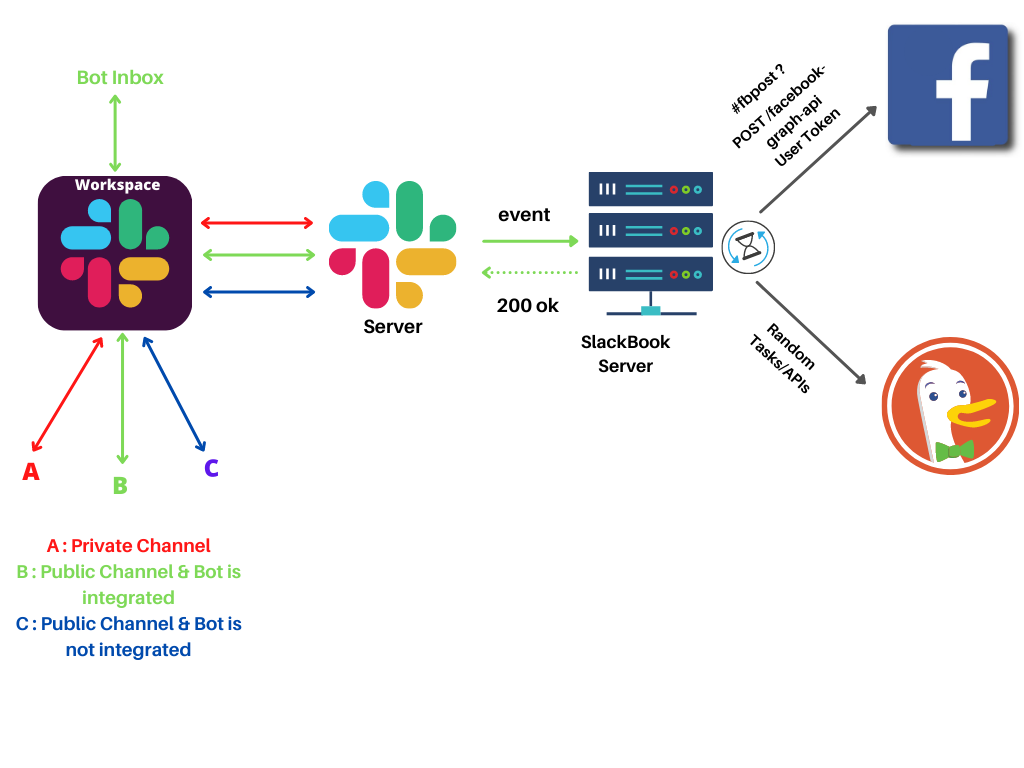 Bot Inbox
Workspace
A
B
C
A : Private Channel
B : Public Channel & Bot is
integrated
C : Public Channel & Bot is
not integrated
Server
event
200 ok
SlackBook
Server
#fbpost ?
POST /facebook-
graph-api
User Token
Random
Tasks/APIs